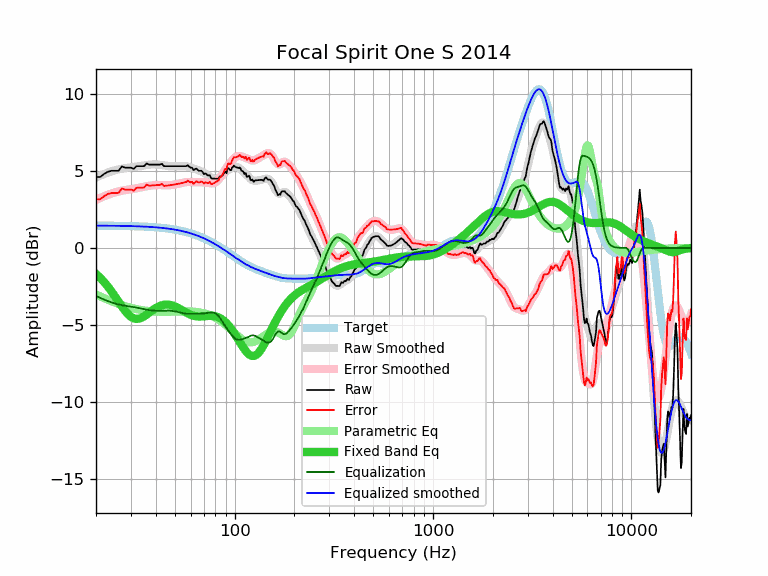 Focal Spirit One S 2014
Amplitude (dBr)
10
5
0
−5
−10
−15
Target
Raw Smoothed
Error Smoothed
Raw
Error
Parametric Eq
Fixed Band Eq
Equalization
Equalized smoothed
100
1000
10000
Frequency (Hz)